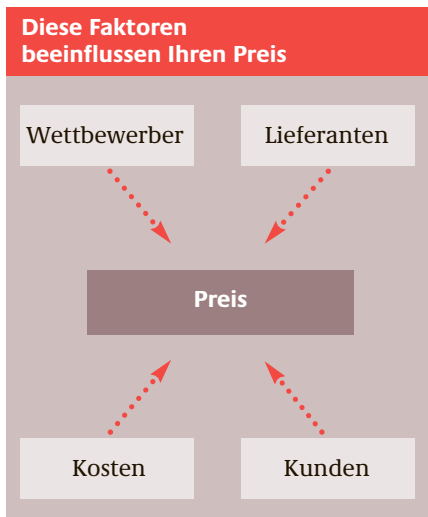 Diese Faktoren
beeinflussen Ihren Preis
Wettbewerber
Lieferanten
Preis
Kosten
Kunden